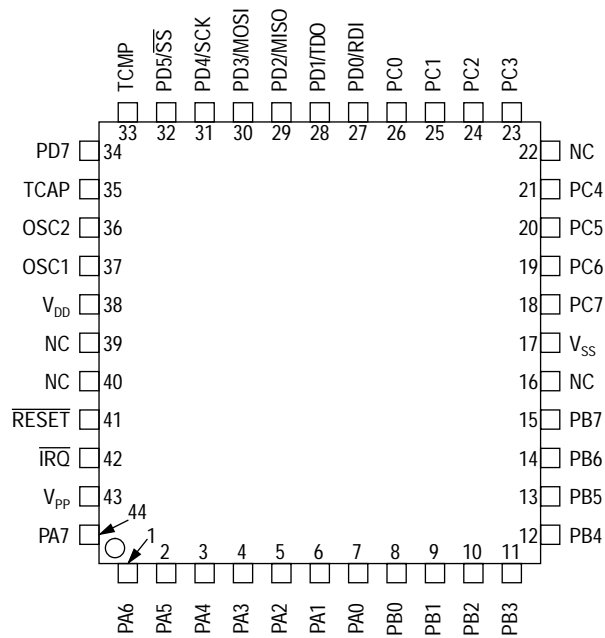 TCMP
PD5/S̅S̅
PD4/SCK
PD3/MOSI
PD2/MISO
PD1/TDO
PD0/RDI
PC0
PC1
PC2
PC3
33 32 31 30 29 28 27 26 25 24 23
PD7 34 22 NC
TCAP 35 21 PC4
OSC2 36 20 PC5
OSC1 37 19 PC6
VDD 38 18 PC7
NC 39 17 VSS
NC 40 16 NC
R̅E̅S̅E̅T̅ 41 15 PB7
I̅R̅Q̅ 42 14 PB6
VPP 43 13 PB5
PA7 44 12 PB4
1 2 3 4 5 6 7 8 9 10 11
PA6
PA5
PA4
PA3
PA2
PA1
PA0
PB0
PB1
PB2
PB3